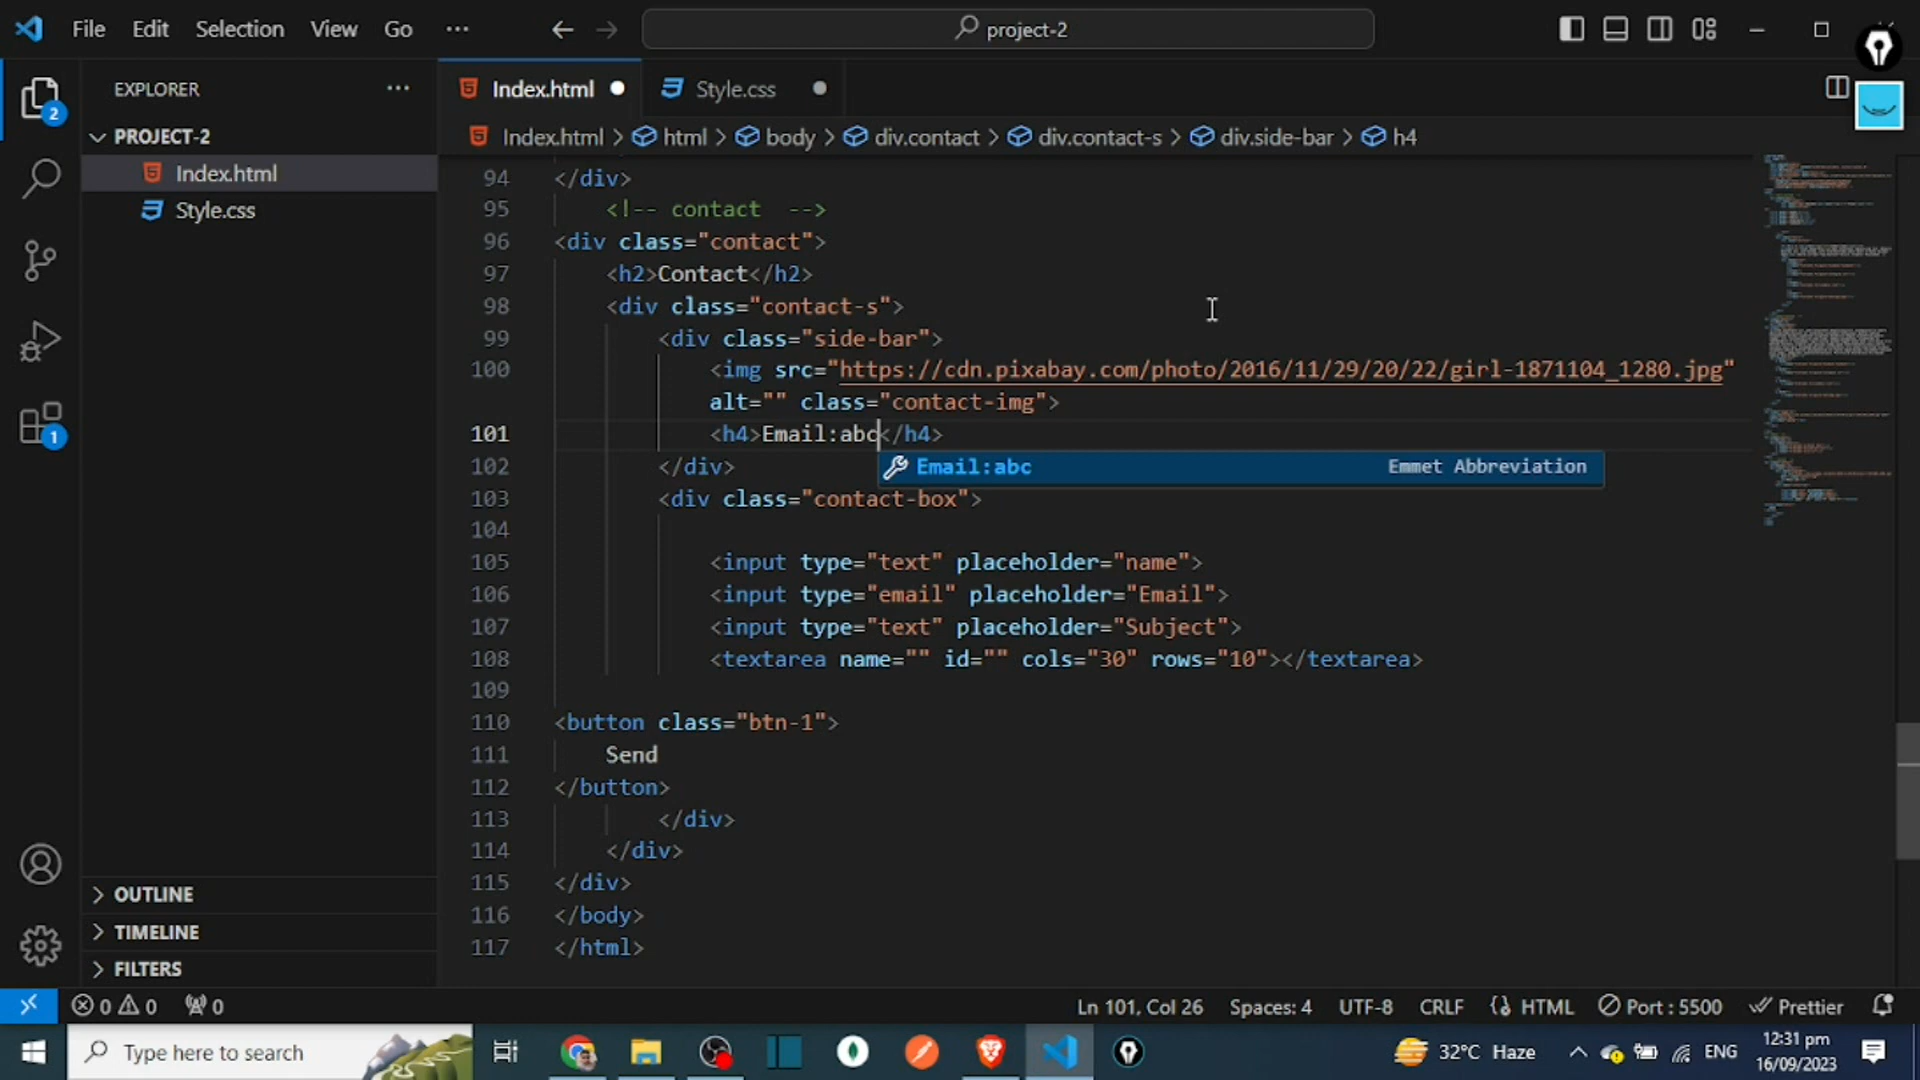 File Edit Selection View Go ··· project-2
EXPLORER ···
Index.html Style.css
2
PROJECT-2
Index.html > html > body > div.contact > div.contact-s > div.side-bar > h4
Index.html
Style.css
94 </div>
95 <!-- contact -->
96 <div class="contact">
97 <h2>Contact</h2>
98 <div class="contact-s">
99 <div class="side-bar">
100 <img src="https://cdn.pixabay.com/photo/2016/11/29/20/22/girl-1871104_1280.jpg"
alt="" class="contact-img">
101 <h4>Email:abc</h4>
1
102 </div>
Email:abc Emmet Abbreviation
103 <div class="contact-box">
104
105 <input type="text" placeholder="name">
106 <input type="email" placeholder="Email">
107 <input type="text" placeholder="Subject">
108 <textarea name="" id="" cols="30" rows="10"></textarea>
109
110 <button class="btn-1">
111 Send
112 </button>
113 </div>
114 </div>
115 </div>
116 </body>
117 </html>
OUTLINE
TIMELINE
FILTERS
0 0 0 Ln 101, Col 26 Spaces: 4 UTF-8 CRLF HTML Port : 5500 Prettier
Type here to search 32°C Haze ENG 12:31 pm
16/09/2023